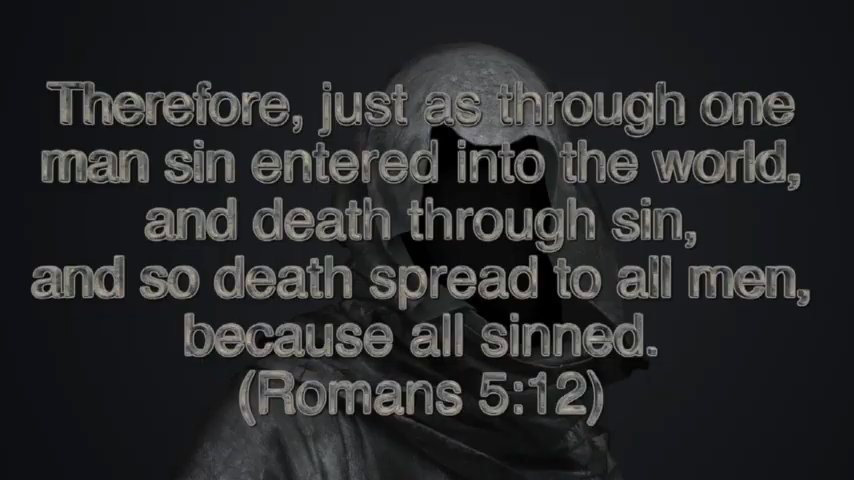 Therefore, just as through one
man sin entered into the world,
and death through sin,
and so death spread to all men,
because all sinned.
(Romans 5:12)